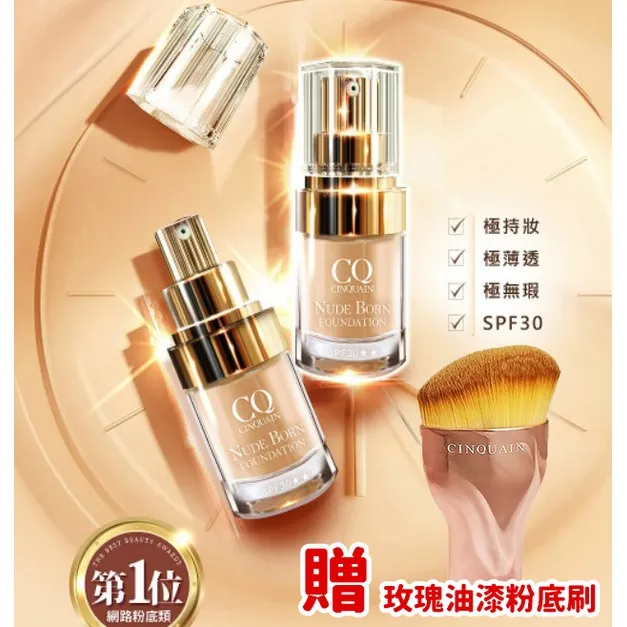 CQ
CINQUAIN
NUDE BORN
FOUNDATION
SPF30★★
CQ
CINQUAIN
NUDE BORN
FOUNDATION
SPF30★★
極持妝
極薄透
極無瑕
SPF30
CINQUAIN
THE BEST BEAUTY AWARDS
第1位
網路粉底類
贈 玫瑰油漆粉底刷